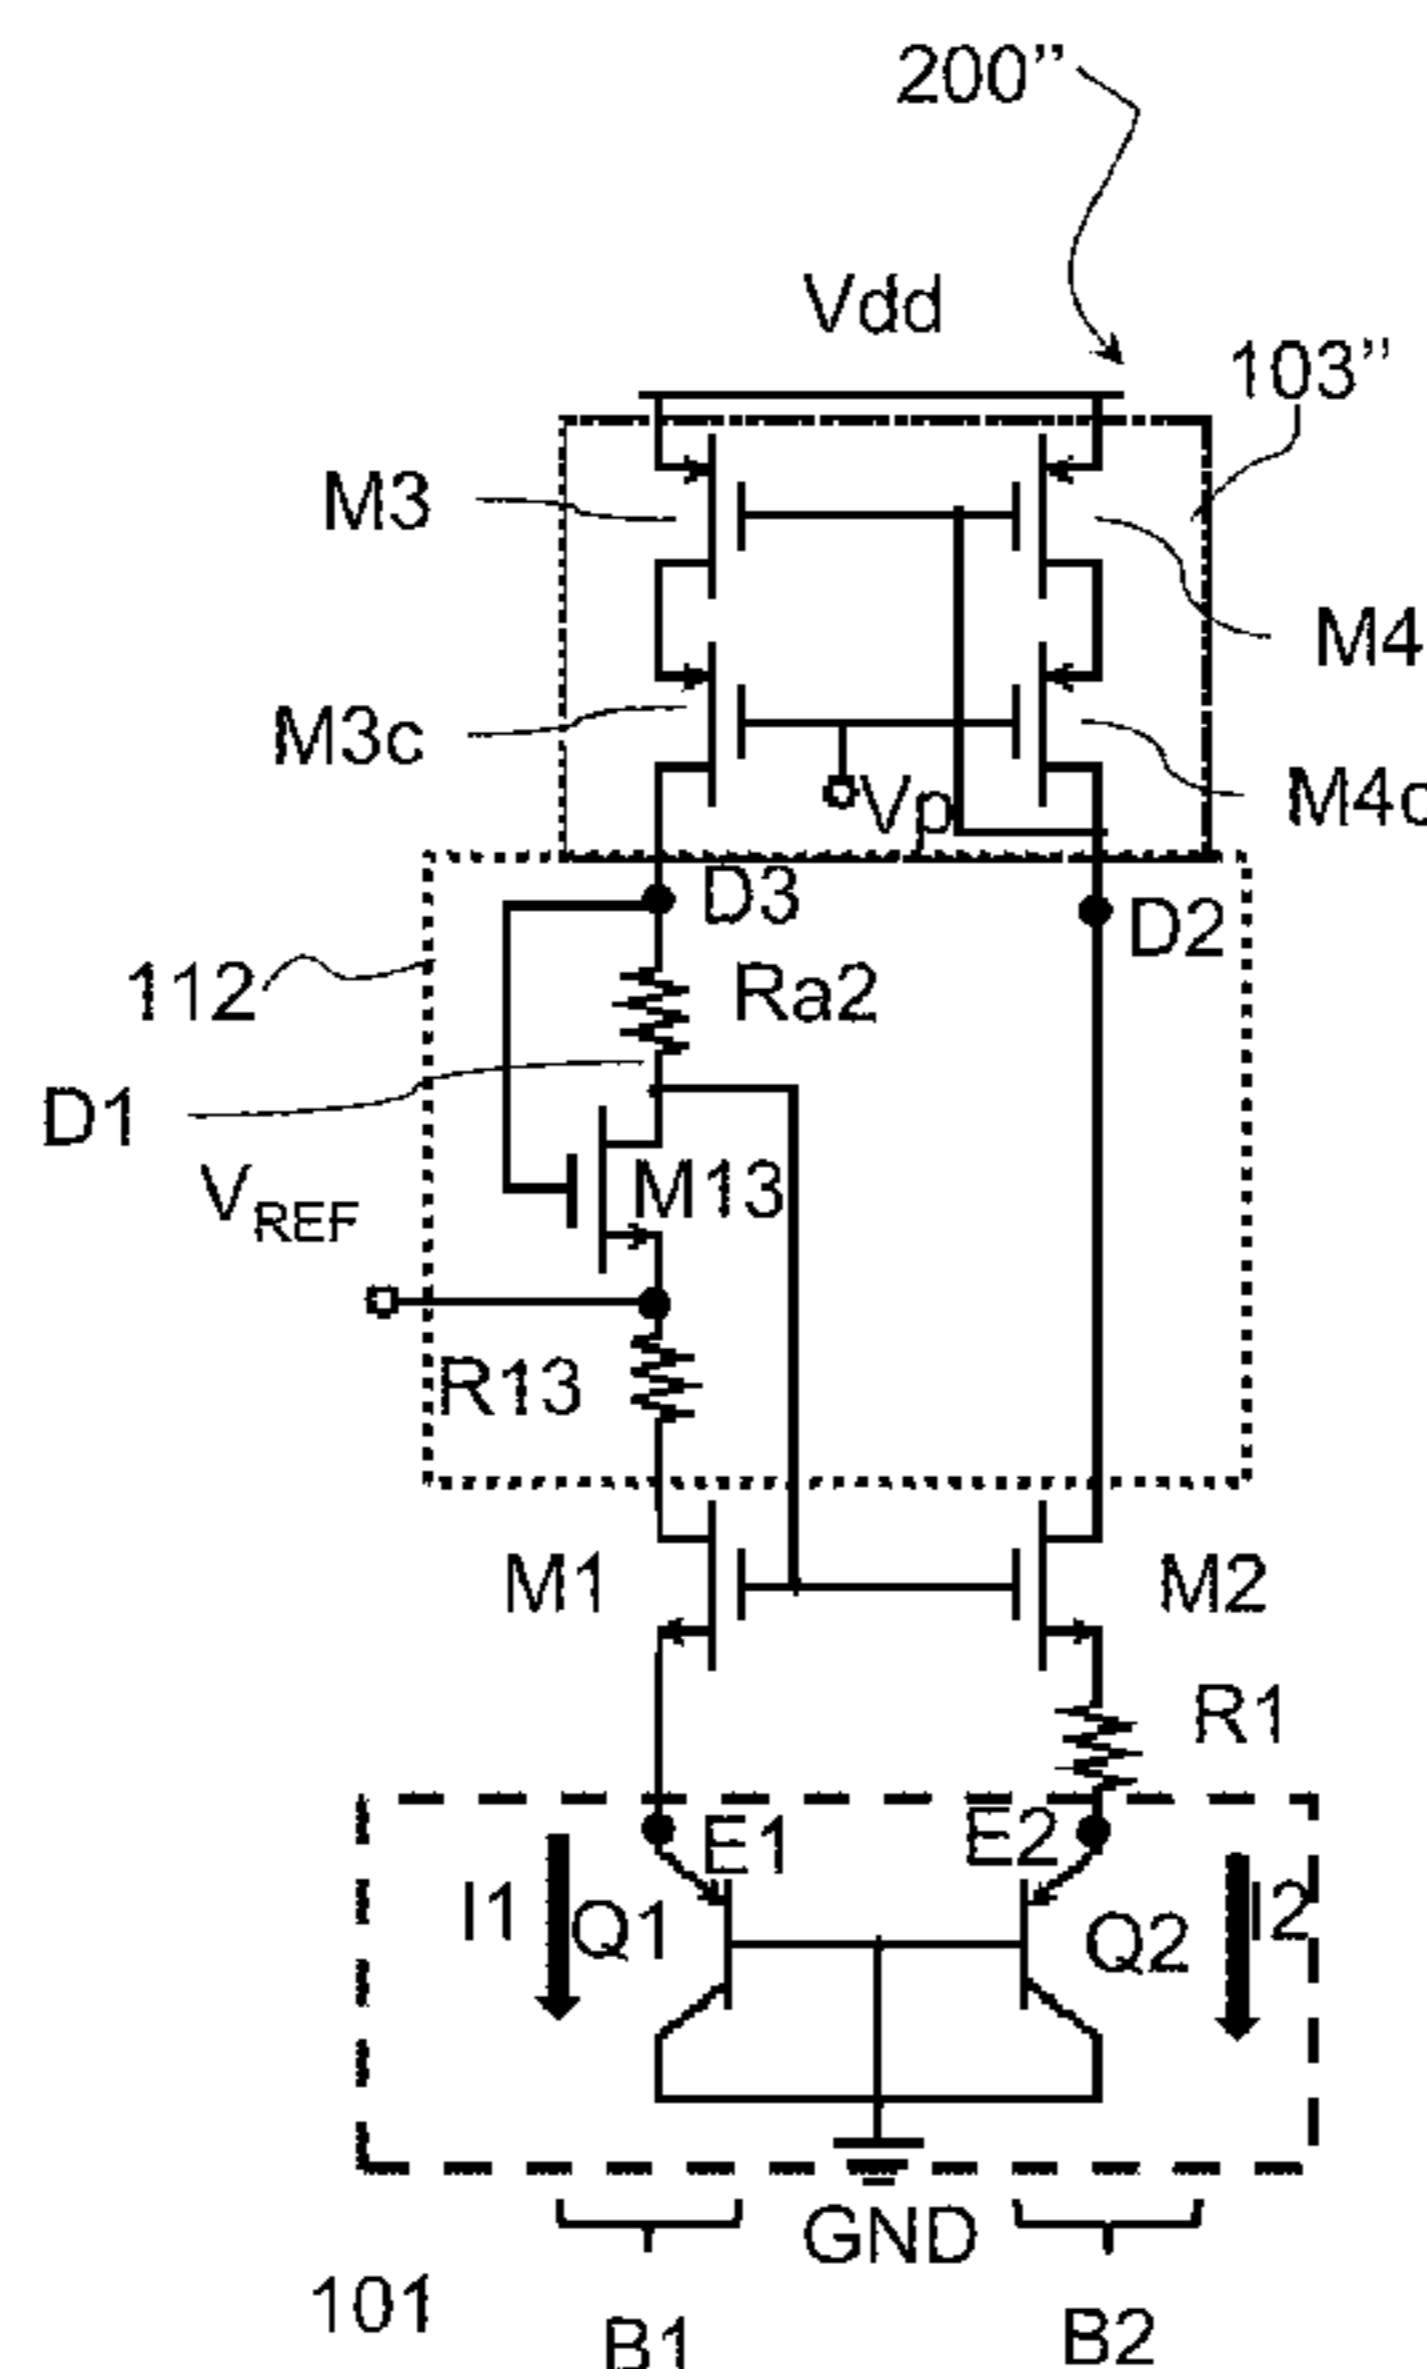 200”
Vdd
103”
M3
M4
M3c
Vp
M4c
D3
D2
112
Ra2
D1
M13
VREF
R13
M1
M2
R1
E1
E2
I1
Q1
Q2
I2
GND
101
B1
B2